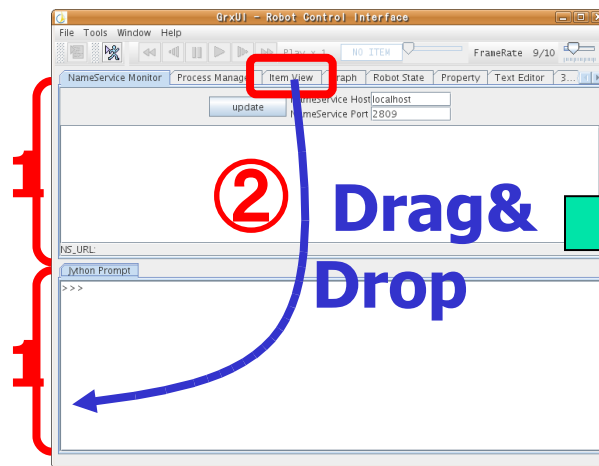 GrxUI - Robot Control Interface
File Tools Window Help
Play x 1 NO ITEM FrameRate 9/10
NameService Monitor Process Manage Item View raph Robot State Property Text Editor 3...
update NameService Host localhost
NameService Port 2809
1
②
Drag&
Drop
NS_URL:
Jython Prompt
>>>
1